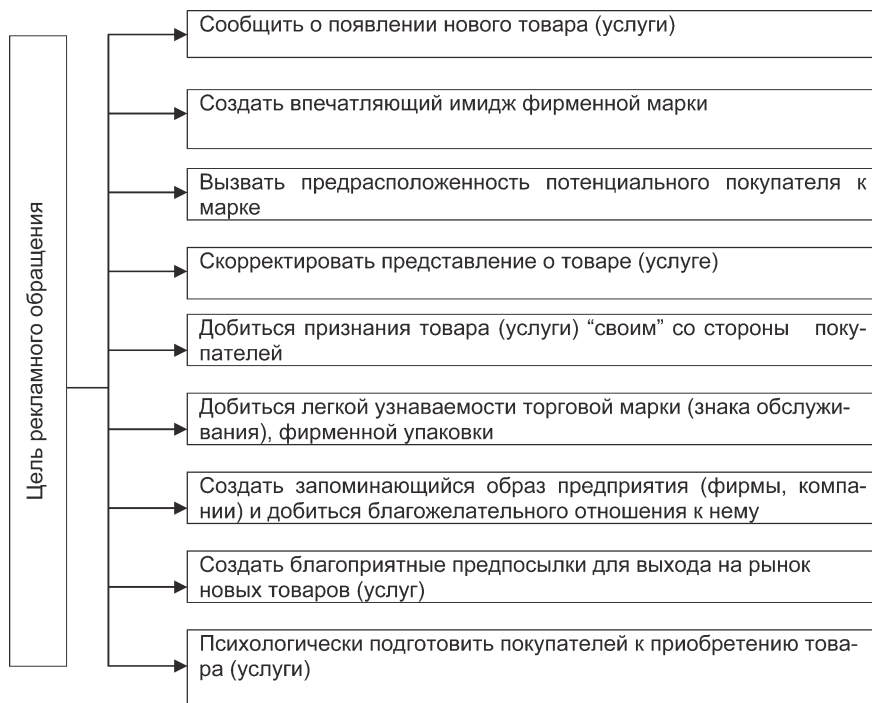 Цель рекламного обращения
Сообщить о появлении нового товара (услуги)
Создать впечатляющий имидж фирменной марки
Вызвать предрасположенность потенциального покупателя к
марке
Скорректировать представление о товаре (услуге)
Добиться признания товара (услуги) “своим” со стороны поку-
пателей
Добиться легкой узнаваемости торговой марки (знака обслужи-
вания), фирменной упаковки
Создать запоминающийся образ предприятия (фирмы, компа-
нии) и добиться благожелательного отношения к нему
Создать благоприятные предпосылки для выхода на рынок
новых товаров (услуг)
Психологически подготовить покупателей к приобретению това-
ра (услуги)